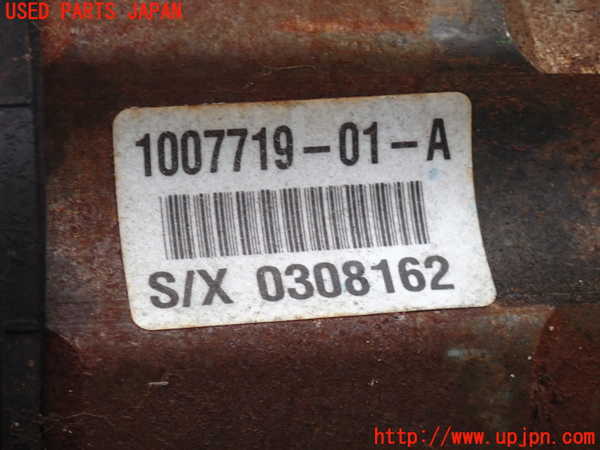 USED PARTS JAPAN
1007719-01-A
S/X 0308162
http://www.upjpn.com/